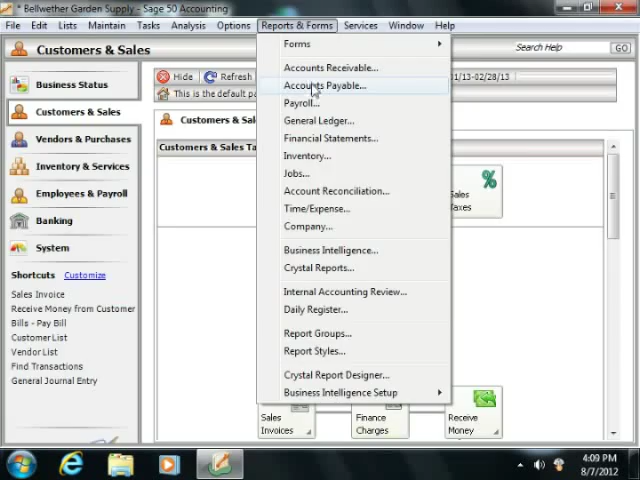 * Bellwether Garden Supply - Sage 50 Accounting
File Edit Lists Maintain Tasks Analysis Options Reports & Forms Services Window Help
Customers & Sales
Search Help GO
Hide Refresh
1/13-02/28/13
This is the default pa
Business Status
Customers & Sales
Vendors & Purchases
Inventory & Services
Employees & Payroll
Banking
System
Shortcuts Customize
Sales Invoice
Receive Money from Customer
Bills - Pay Bill
Customer List
Vendor List
Find Transactions
General Journal Entry
Customers & Sal
Customers & Sales Ta
Forms
Accounts Receivable...
Accounts Payable...
Payroll...
General Ledger...
Financial Statements...
Inventory...
Jobs...
Account Reconciliation...
Time/Expense...
Company...
Business Intelligence...
Crystal Reports...
Internal Accounting Review...
Daily Register...
Report Groups...
Report Styles...
Crystal Report Designer...
Business Intelligence Setup
Sales
Taxes
%
Sales
Invoices
Finance
Charges
Receive
Money
4:09 PM
8/7/2012